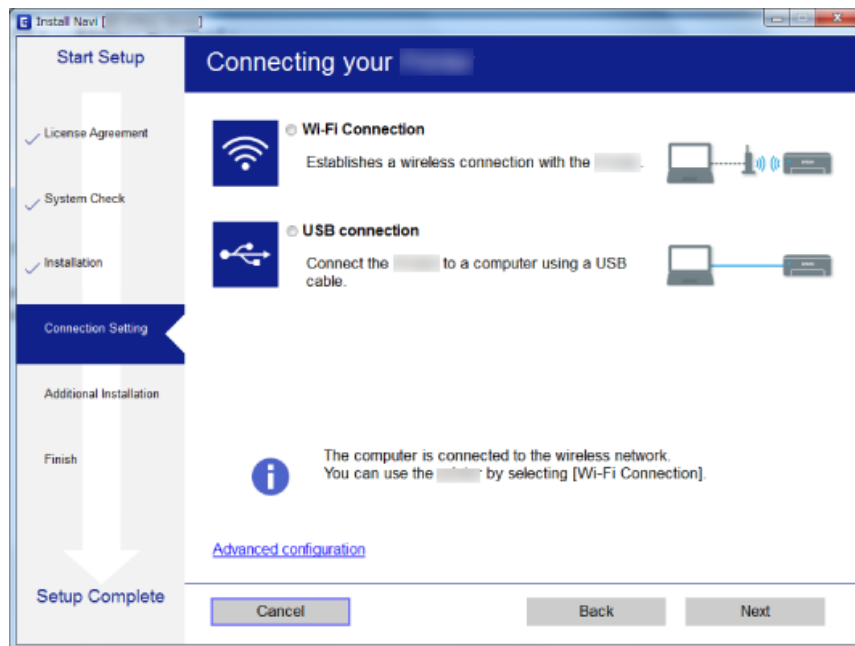 Install Navi [ ]
Start Setup
Connecting your
License Agreement
System Check
Installation
Connection Setting
Additional Installation
Finish
Setup Complete
Wi-Fi Connection
Establishes a wireless connection with the .
USB connection
Connect the to a computer using a USB
cable.
The computer is connected to the wireless network.
You can use the by selecting [Wi-Fi Connection].
Advanced configuration
Cancel
Back
Next